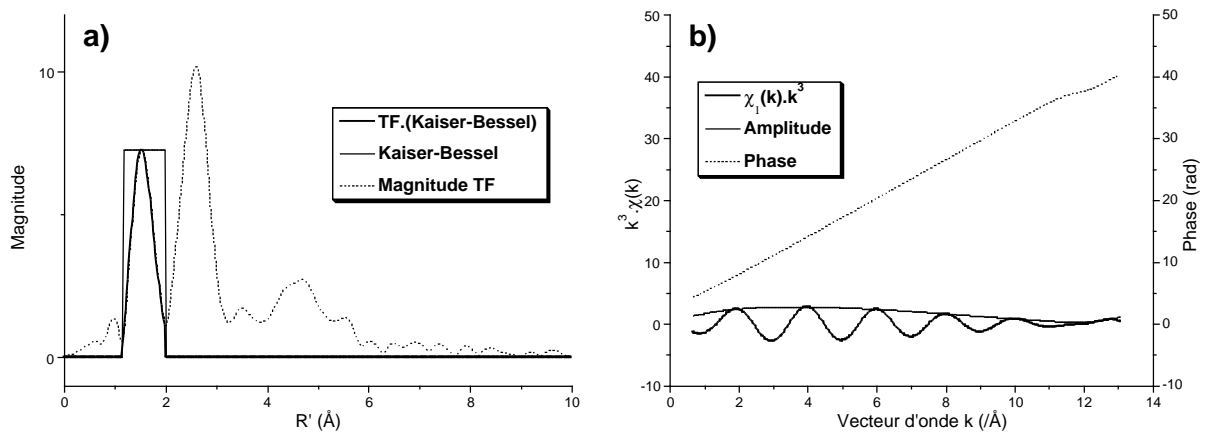 a)
10
0
Magnitude
0
2
4
6
8
10
R' (Å)
TF.(Kaiser-Bessel)
Kaiser-Bessel
Magnitude TF
b)
50
40
30
20
10
0
-10
k³.χ(k)
50
40
30
20
10
0
-10
Phase (rad)
0
2
4
6
8
10
12
14
Vecteur d'onde k (/Å)
χ₁(k).k³
Amplitude
Phase